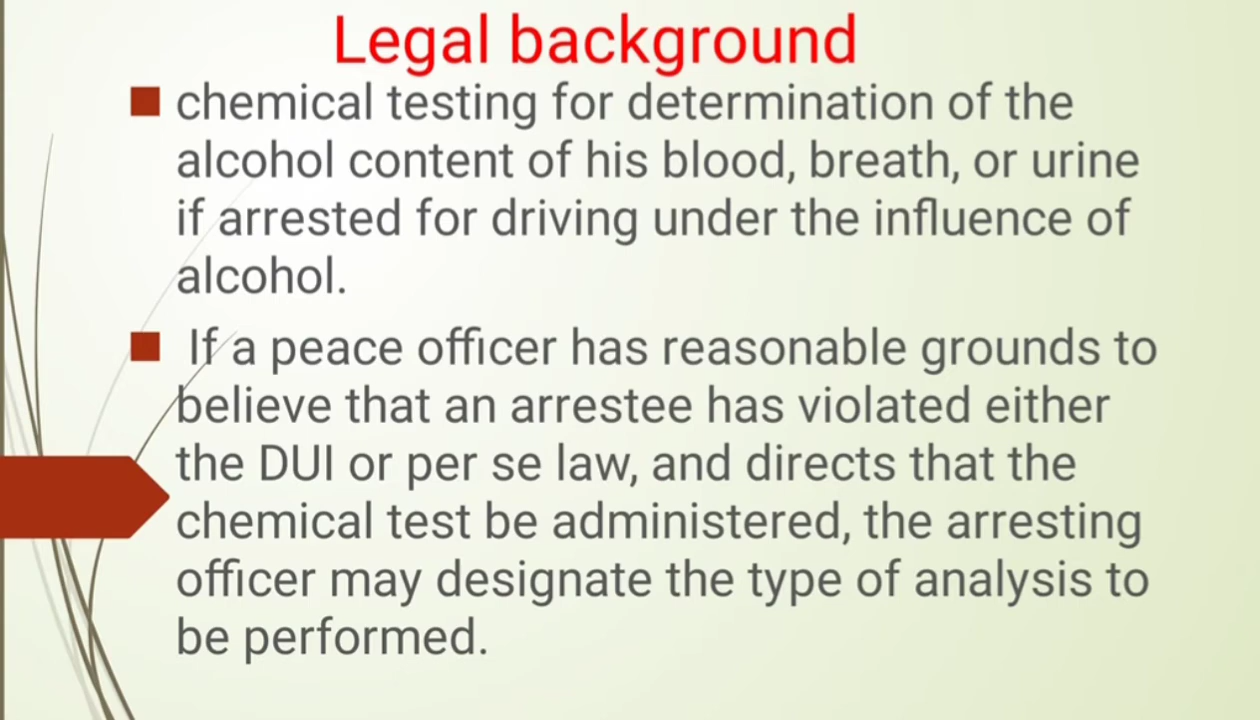 Legal background
chemical testing for determination of the
alcohol content of his blood, breath, or urine
if arrested for driving under the influence of
alcohol.
If a peace officer has reasonable grounds to
believe that an arrestee has violated either
the DUI or per se law, and directs that the
chemical test be administered, the arresting
officer may designate the type of analysis to
be performed.